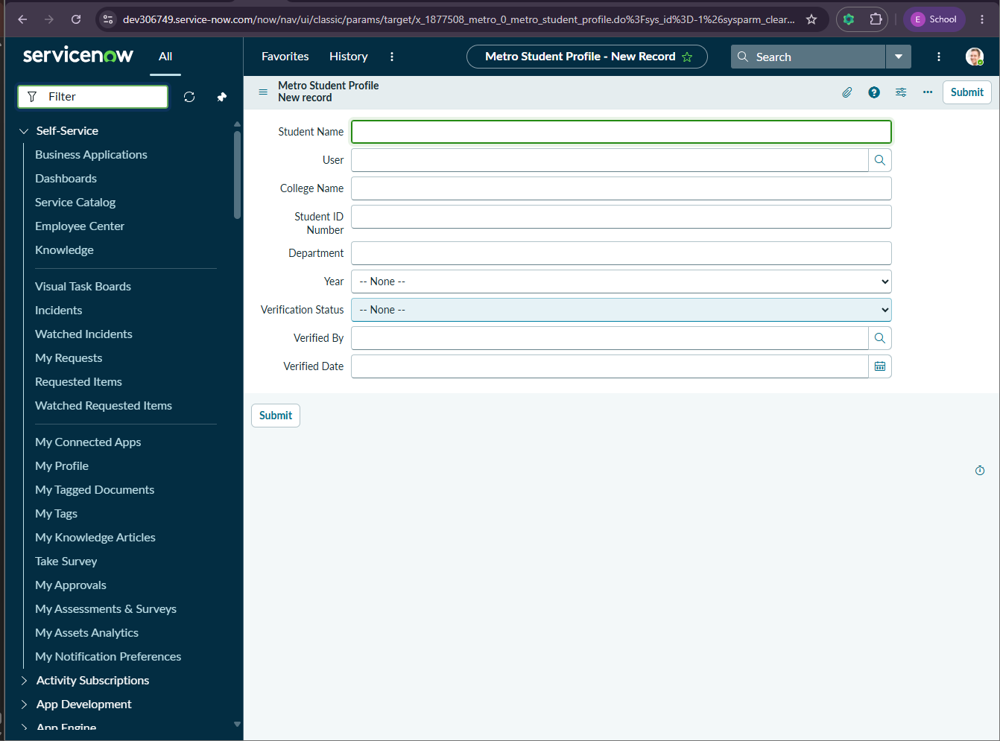 dev306749.service-now.com/now/nav/ui/classic/params/target/x_1877508_metro_0_metro_student_profile.do%3Fsys_id%3D-1%26sysparm_clear...
E School
servicenow All Favorites History Metro Student Profile - New Record Search
Filter
Metro Student Profile
New record
Submit
Self-Service
Business Applications
Dashboards
Service Catalog
Employee Center
Knowledge
Visual Task Boards
Incidents
Watched Incidents
My Requests
Requested Items
Watched Requested Items
My Connected Apps
My Profile
My Tagged Documents
My Tags
My Knowledge Articles
Take Survey
My Approvals
My Assessments & Surveys
My Assets Analytics
My Notification Preferences
Activity Subscriptions
App Development
App Engine
Student Name
User
College Name
Student ID
Number
Department
Year -- None --
Verification Status -- None --
Verified By
Verified Date
Submit